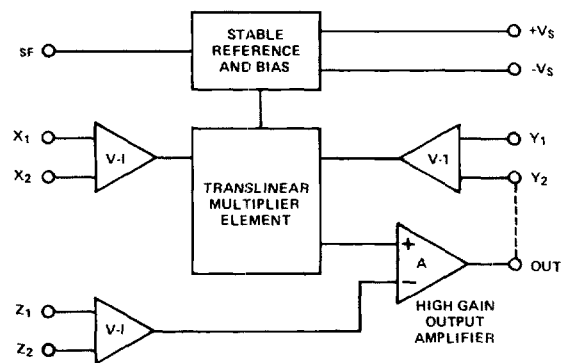 STABLE
REFERENCE
AND BIAS
SF
+VS
-VS
X1
X2
V-I
TRANSLINEAR
MULTIPLIER
ELEMENT
V-1
Y1
Y2
+
A
-
OUT
HIGH GAIN
OUTPUT
AMPLIFIER
Z1
Z2
V-I